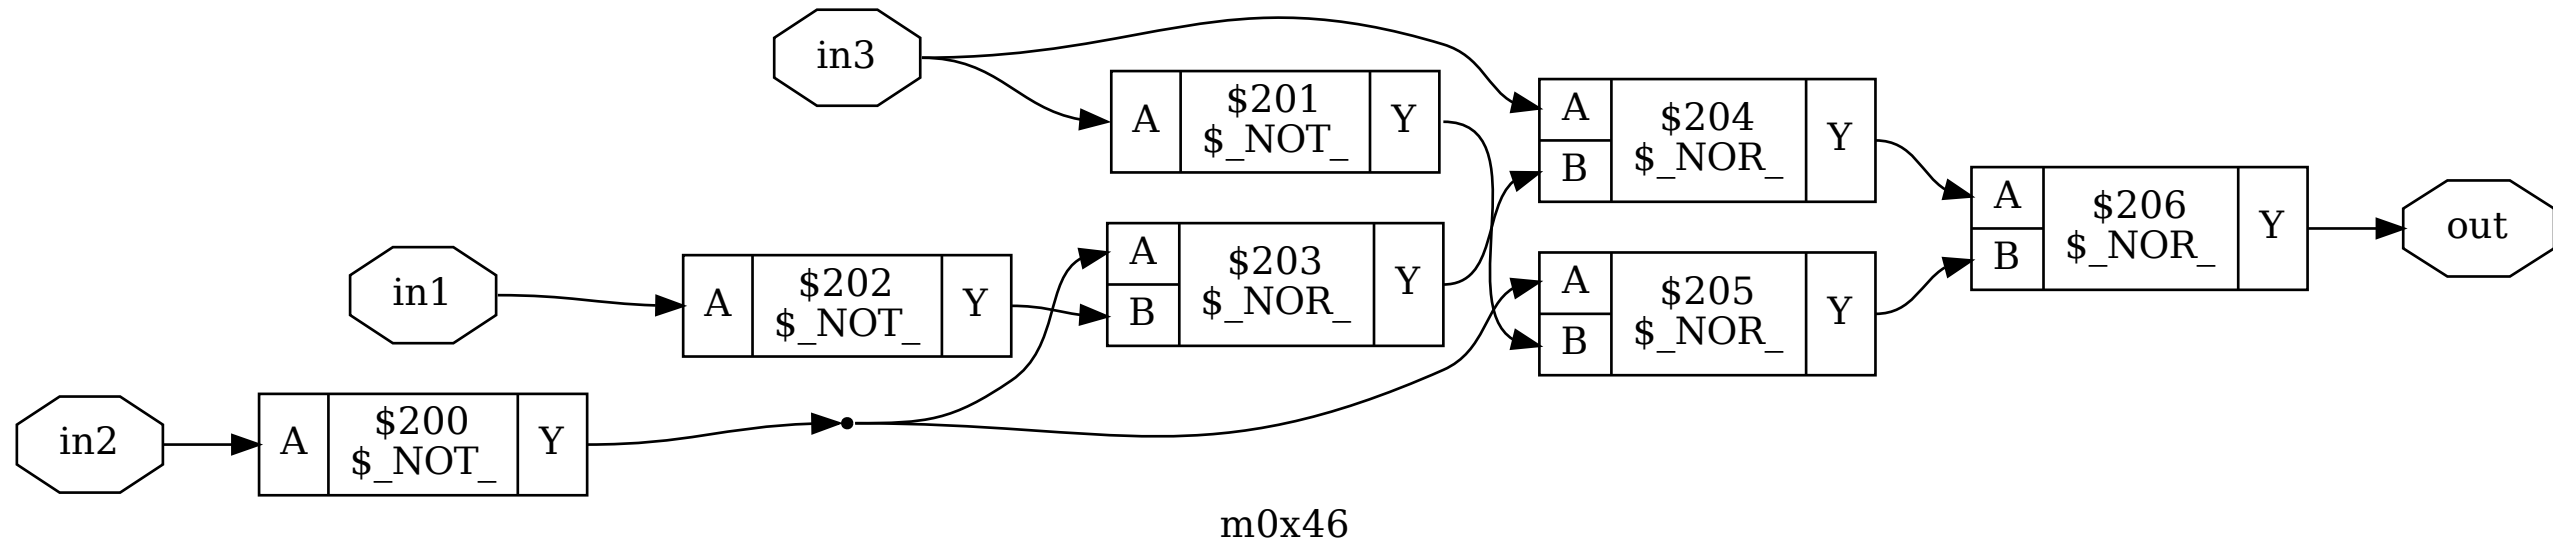 in3
A
$201
$_NOT_
Y
A
B
$204
$_NOR_
Y
in1
A
$202
$_NOT_
Y
A
B
$203
$_NOR_
Y
A
B
$205
$_NOR_
Y
A
B
$206
$_NOR_
Y
out
in2
A
$200
$_NOT_
Y
m0x46